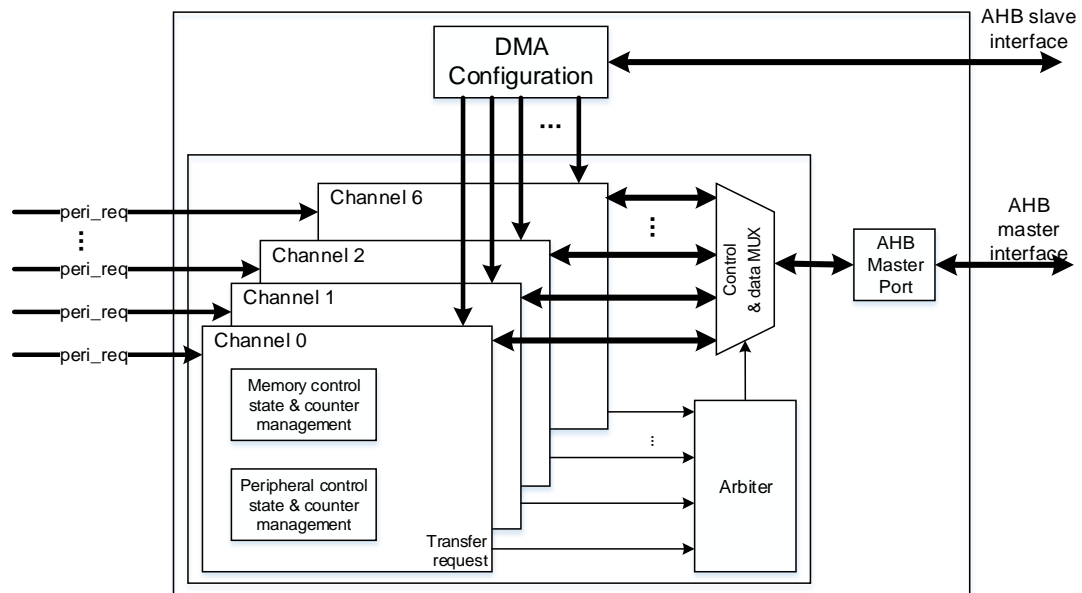 AHB slave
interface
DMA
Configuration
...
Channel 6
peri_req
...
...
Channel 2
peri_req
Control
& data MUX
AHB
Master
Port
AHB
master
interface
Channel 1
peri_req
Channel 0
peri_req
Memory control
state & counter
management
...
Arbiter
Peripheral control
state & counter
management
Transfer
request